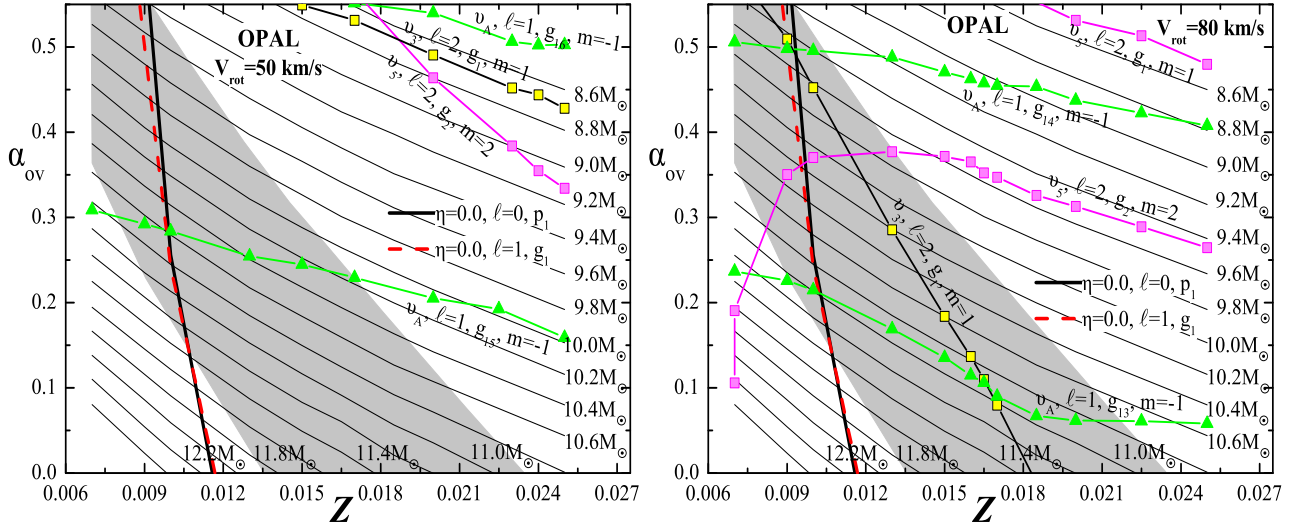 OPAL
V_rot=50 km/s
υ_A, ℓ=1, g_16, m=-1
υ_3, ℓ=2, g_1, m=1
υ_5, ℓ=2, g_2, m=2
υ_A, ℓ=1, g_15, m=-1
η=0.0, ℓ=0, p_1
η=0.0, ℓ=1, g_1
8.6M⊙
8.8M⊙
9.0M⊙
9.2M⊙
9.4M⊙
9.6M⊙
9.8M⊙
10.0M⊙
10.2M⊙
10.4M⊙
10.6M⊙
12.2M⊙ 11.8M⊙ 11.4M⊙ 11.0M⊙
0.5
0.4
0.3
0.2
0.1
0.0
α_ov
0.006 0.009 0.012 0.015 0.018 0.021 0.024 0.027
Z
OPAL
V_rot=80 km/s
υ_5, ℓ=2, g_1, m=1
υ_A, ℓ=1, g_14, m=-1
υ_5, ℓ=2, g_2, m=2
υ_3, ℓ=2, g_1, m=1
υ_A, ℓ=1, g_13, m=-1
η=0.0, ℓ=0, p_1
η=0.0, ℓ=1, g_1
8.6M⊙
8.8M⊙
9.0M⊙
9.2M⊙
9.4M⊙
9.6M⊙
9.8M⊙
10.0M⊙
10.2M⊙
10.4M⊙
10.6M⊙
12.2M⊙ 11.8M⊙ 11.4M⊙ 11.0M⊙
0.5
0.4
0.3
0.2
0.1
0.0
α_ov
0.006 0.009 0.012 0.015 0.018 0.021 0.024 0.027
Z